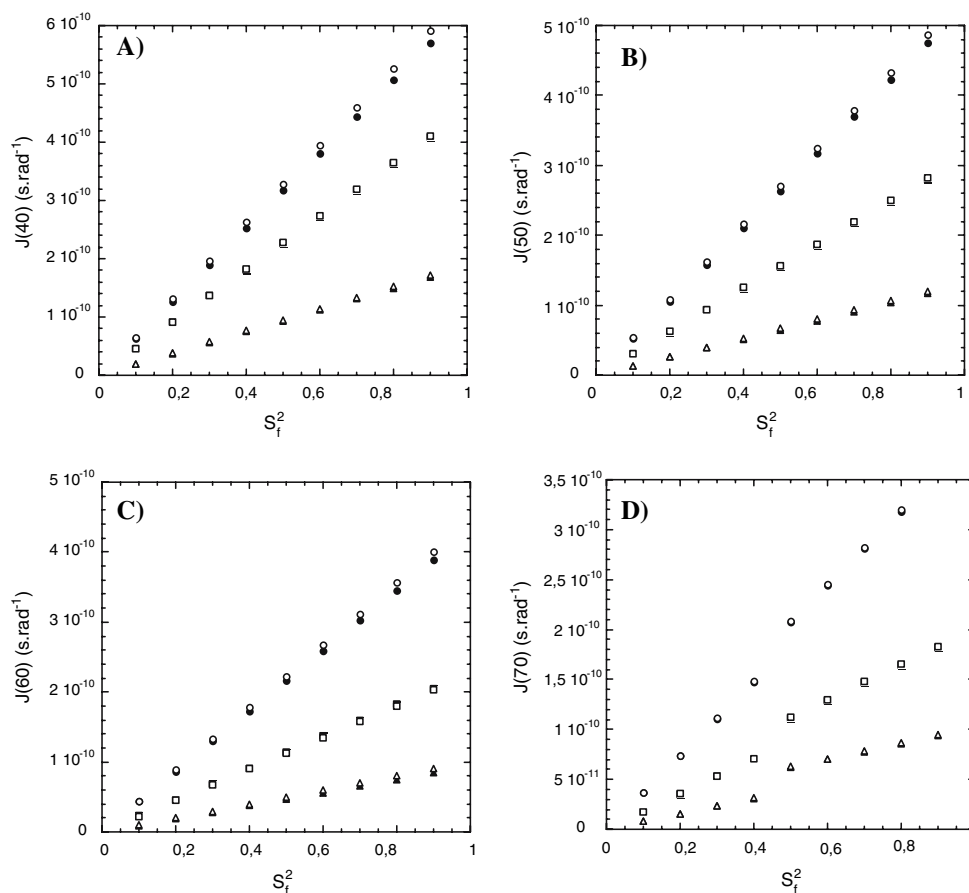 A)
6 10⁻¹⁰
5 10⁻¹⁰
4 10⁻¹⁰
3 10⁻¹⁰
2 10⁻¹⁰
1 10⁻¹⁰
0
J(40) (s.rad⁻¹)
0 0,2 0,4 0,6 0,8 1
S_f²
B)
5 10⁻¹⁰
4 10⁻¹⁰
3 10⁻¹⁰
2 10⁻¹⁰
1 10⁻¹⁰
0
J(50) (s.rad⁻¹)
0 0,2 0,4 0,6 0,8 1
S_f²
C)
5 10⁻¹⁰
4 10⁻¹⁰
3 10⁻¹⁰
2 10⁻¹⁰
1 10⁻¹⁰
0
J(60) (s.rad⁻¹)
0 0,2 0,4 0,6 0,8 1
S_f²
D)
3,5 10⁻¹⁰
3 10⁻¹⁰
2,5 10⁻¹⁰
2 10⁻¹⁰
1,5 10⁻¹⁰
1 10⁻¹⁰
5 10⁻¹¹
0
J(70) (s.rad⁻¹)
0 0,2 0,4 0,6 0,8
S_f²